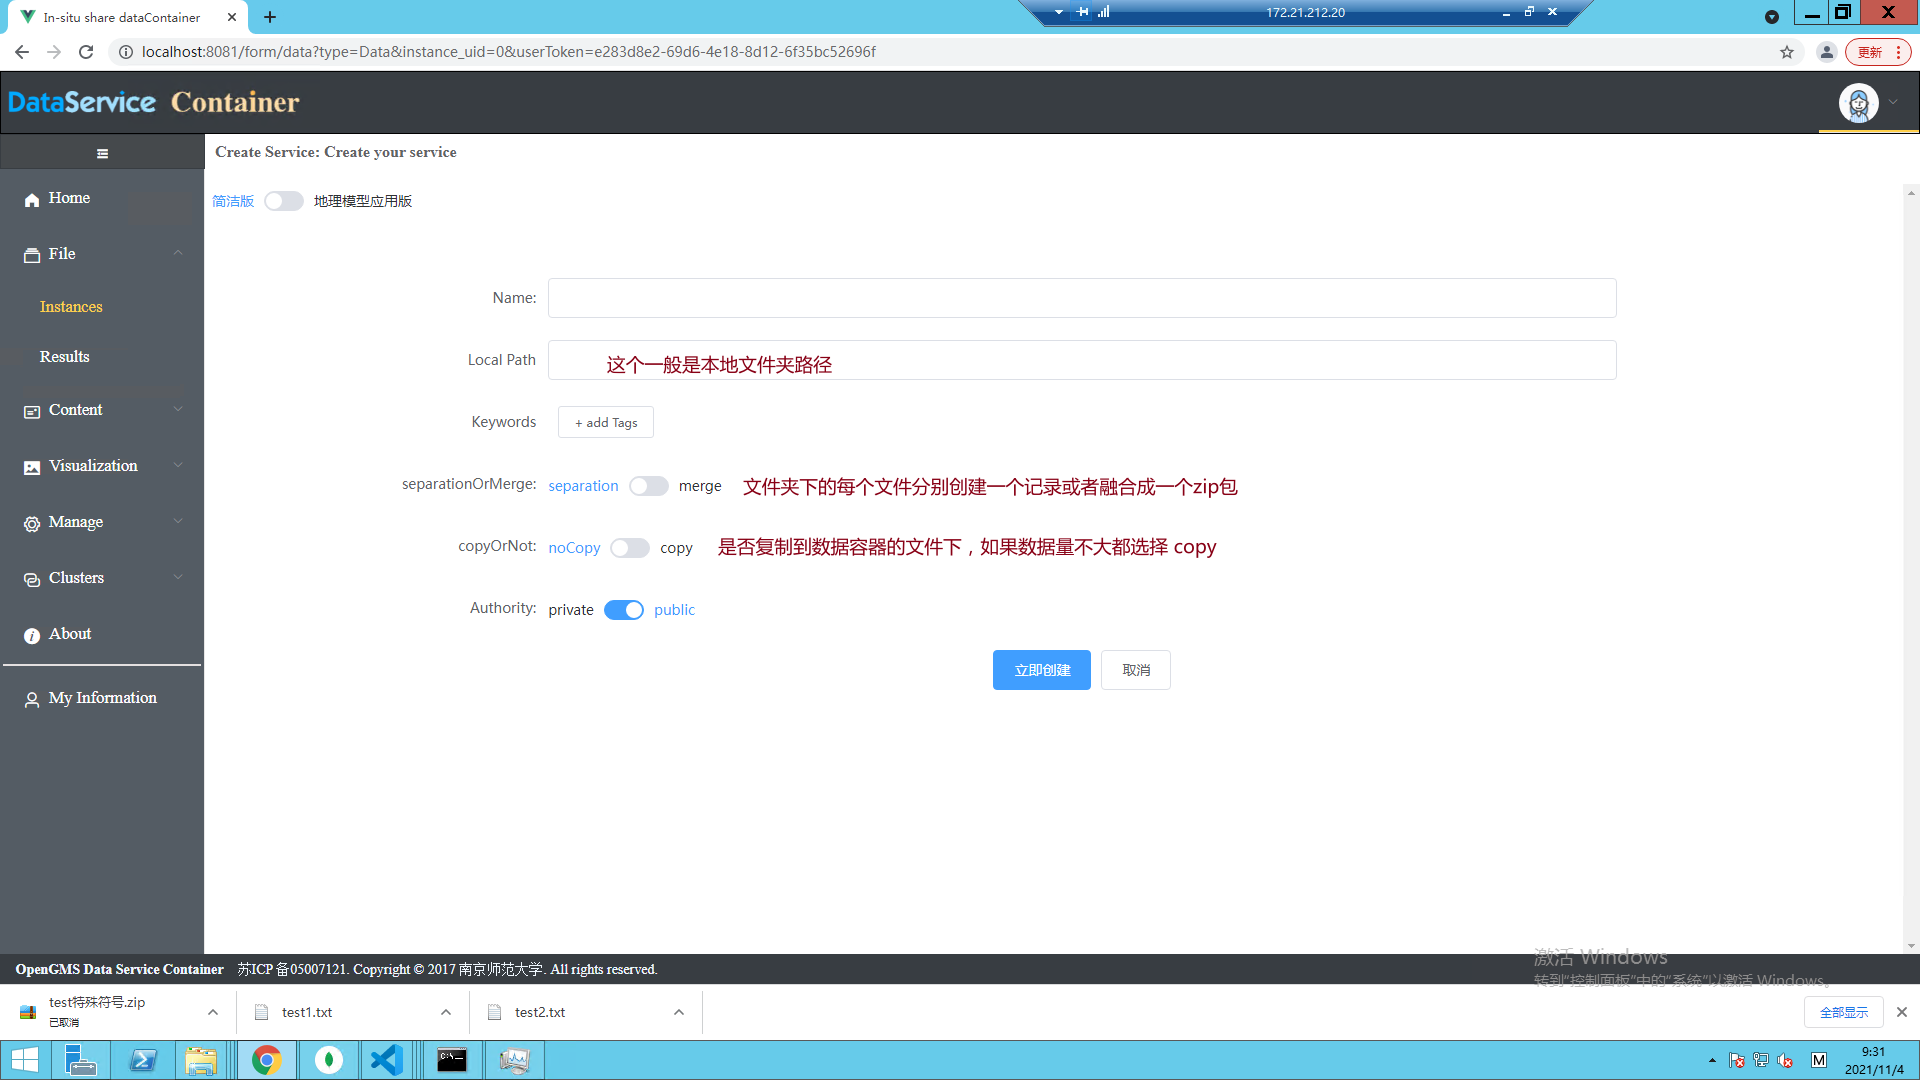 In-situ share dataContainer
172.21.212.20
localhost:8081/form/data?type=Data&instance_uid=0&userToken=e283d8e2-69d6-4e18-8d12-6f35bc52696f
更新
DataService Container
Create Service: Create your service
简洁版 地理模型应用版
Home
File
Instances
Results
Content
Visualization
Manage
Clusters
About
My Information
Name:
Local Path 这个一般是本地文件夹路径
Keywords + add Tags
separationOrMerge: separation merge 文件夹下的每个文件分别创建一个记录或者融合成一个zip包
copyOrNot: noCopy copy 是否复制到数据容器的文件下，如果数据量不大都选择 copy
Authority: private public
立即创建 取消
激活 Windows
转到"控制面板"中的"系统"以激活 Windows。
OpenGMS Data Service Container 苏ICP 备05007121. Copyright © 2017 南京师范大学. All rights reserved.
test特殊符号.zip
已取消
test1.txt
test2.txt
全部显示
C:\_
M
9:31
2021/11/4